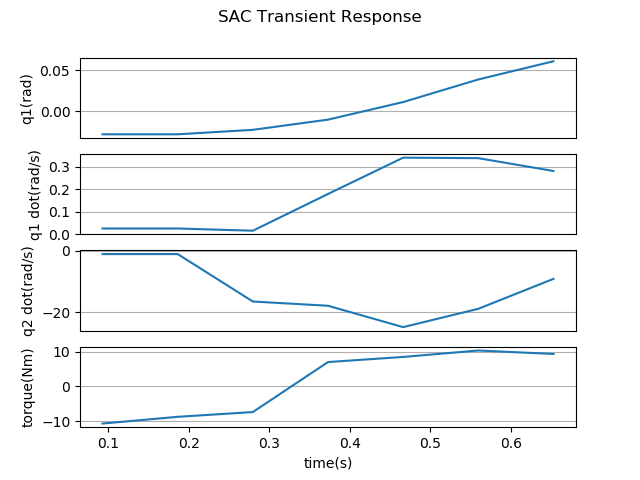 SAC Transient Response
q1(rad)
0.05
0.00
q1 dot(rad/s)
0.3
0.2
0.1
0.0
q2 dot(rad/s)
0
−20
torque(Nm)
10
0
−10
0.1 0.2 0.3 0.4 0.5 0.6
time(s)